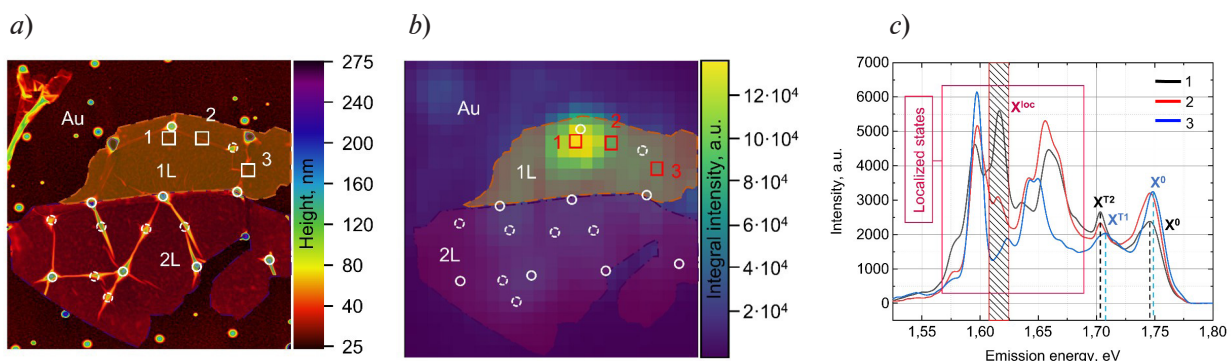 a)
Au
2
1
3
1L
2L
275
260
200
180
160
120
80
60
40
25
Height, nm
b)
Au
1
2
3
1L
2L
12·10⁴
10·10⁴
8·10⁴
6·10⁴
4·10⁴
2·10⁴
Integral intensity, a.u.
c)
7000
6000
5000
4000
3000
2000
1000
0
Intensity, a.u.
Localized states
Xˡᵒᶜ
1
2
3
Xᵀ²
Xᵀ¹
X⁰
X⁰
1,55
1,60
1,65
1,70
1,75
1,80
Emission energy, eV